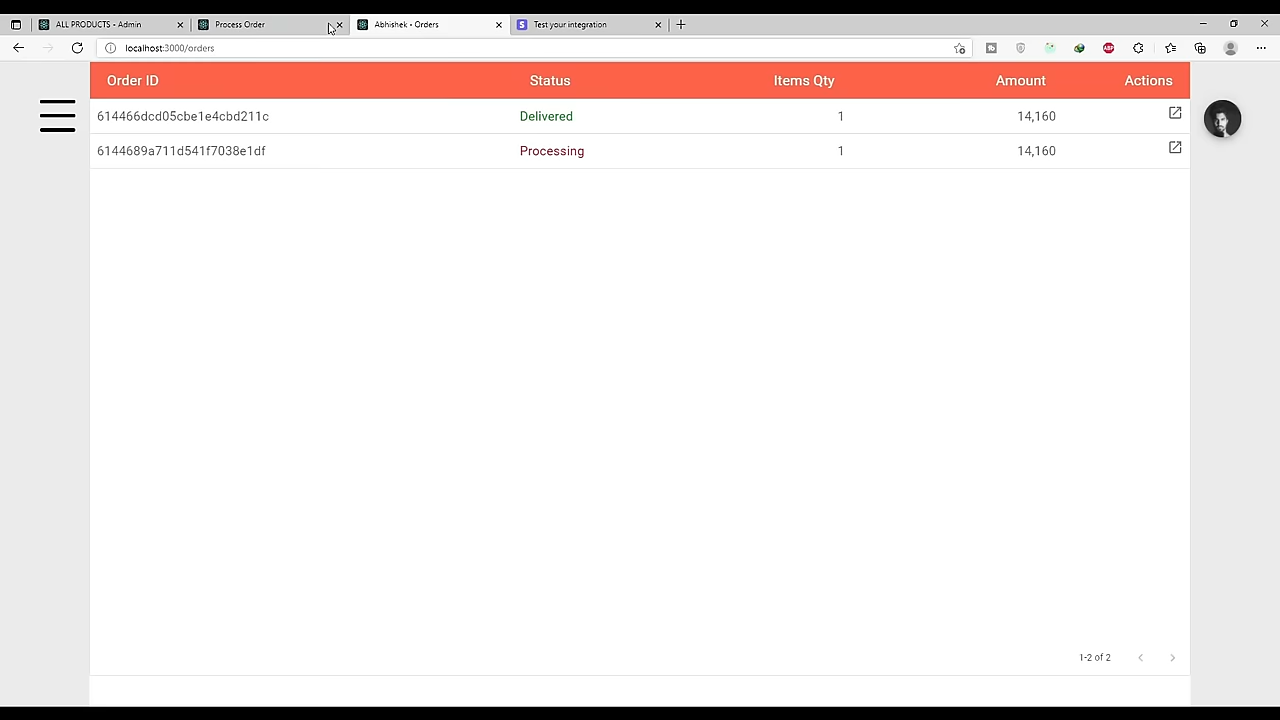 ALL PRODUCTS - Admin Process Order Abhishek - Orders S Test your integration
localhost:3000/orders ABP
Order ID Status Items Qty Amount Actions
614466dcd05cbe1e4cbd211c Delivered 1 14,160
6144689a711d541f7038e1df Processing 1 14,160
1-2 of 2